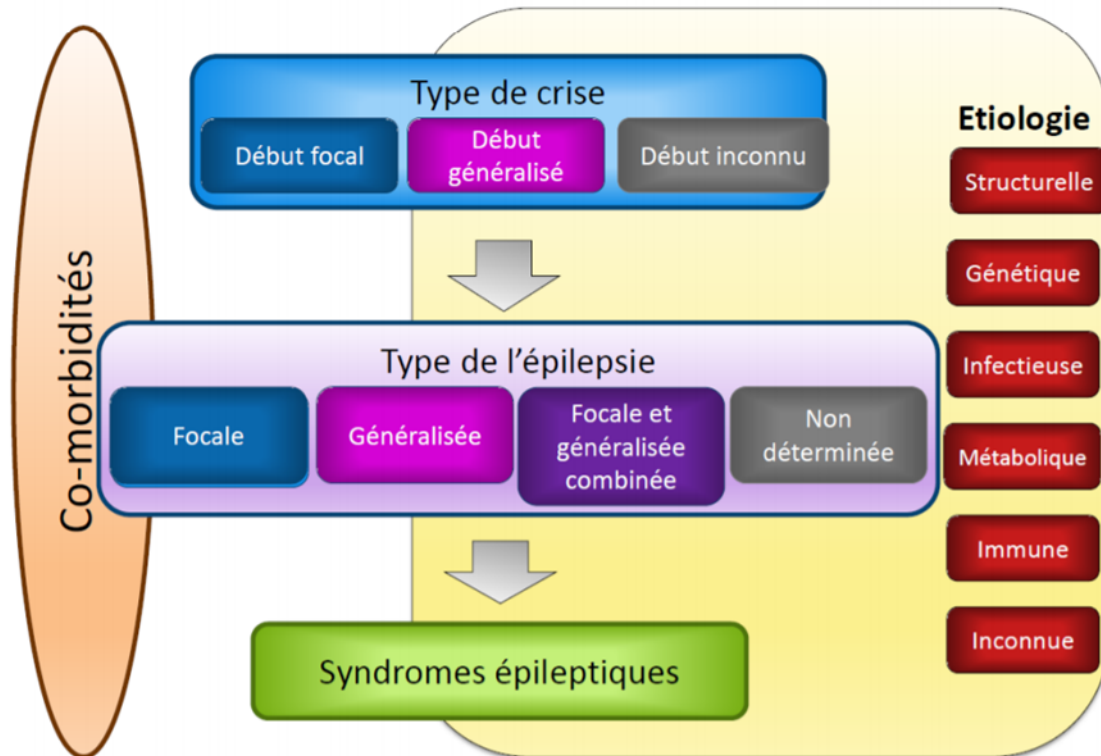 Co-morbidités
Type de crise
Début focal
Début
généralisé
Début inconnu
Type de l’épilepsie
Focale
Généralisée
Focale et
généralisée
combinée
Non
déterminée
Syndromes épileptiques
Etiologie
Structurelle
Génétique
Infectieuse
Métabolique
Immune
Inconnue